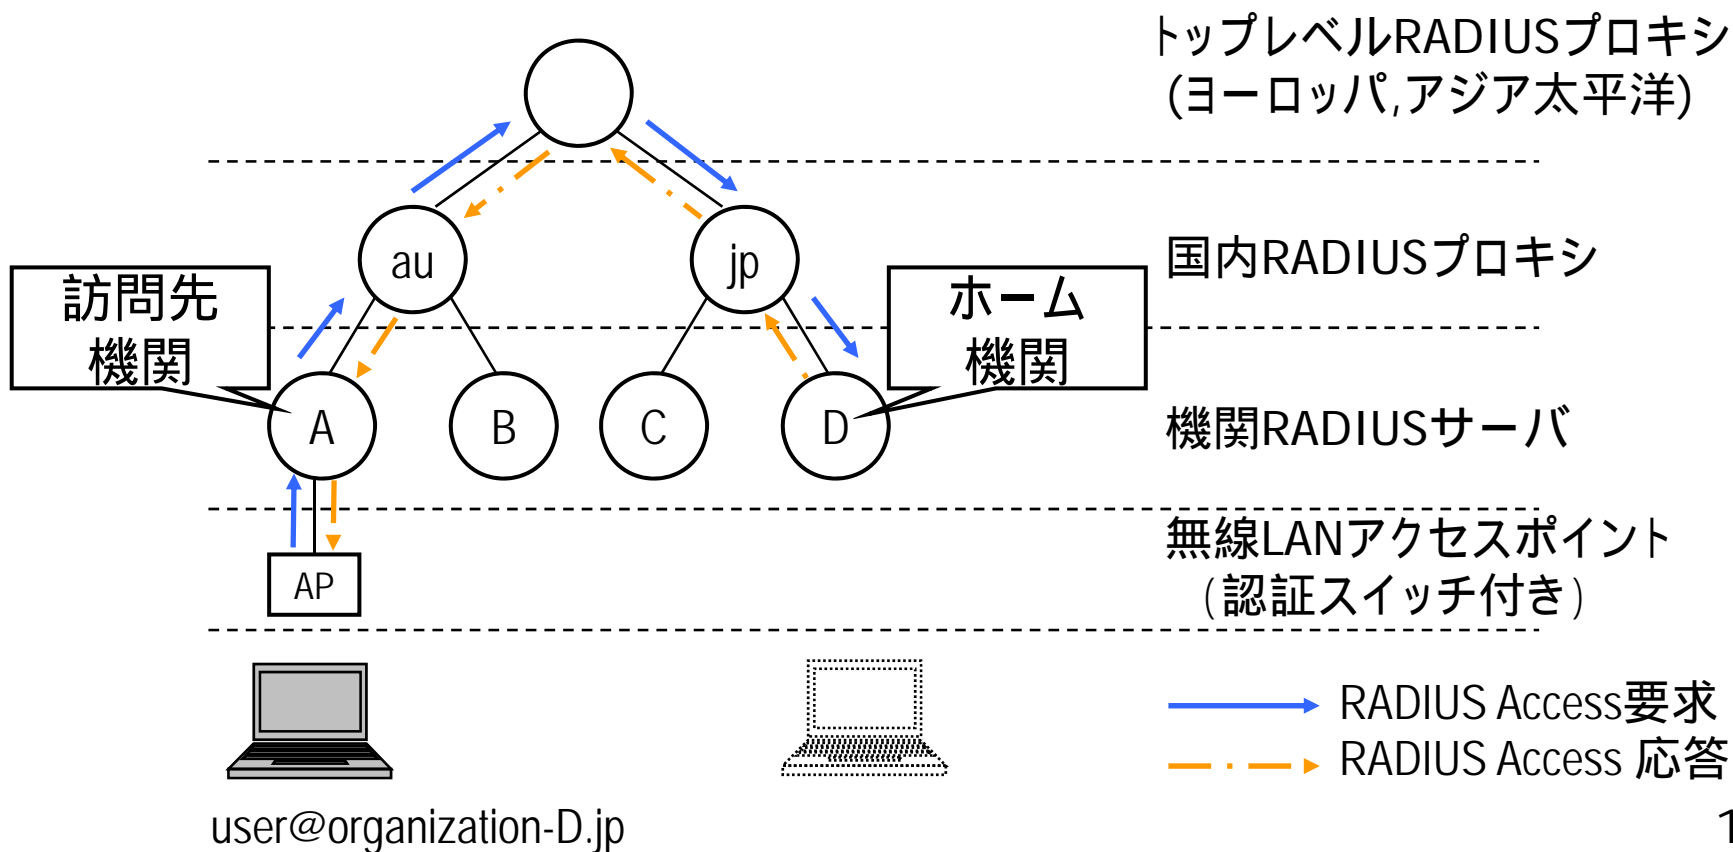 トップレベルRADIUSプロキシ
(ヨーロッパ,アジア太平洋)
au
jp
国内RADIUSプロキシ
訪問先
機関
ホーム
機関
A
B
C
D
機関RADIUSサーバ
AP
無線LANアクセスポイント
(認証スイッチ付き)
RADIUS Access要求
RADIUS Access 応答
user@organization-D.jp
1